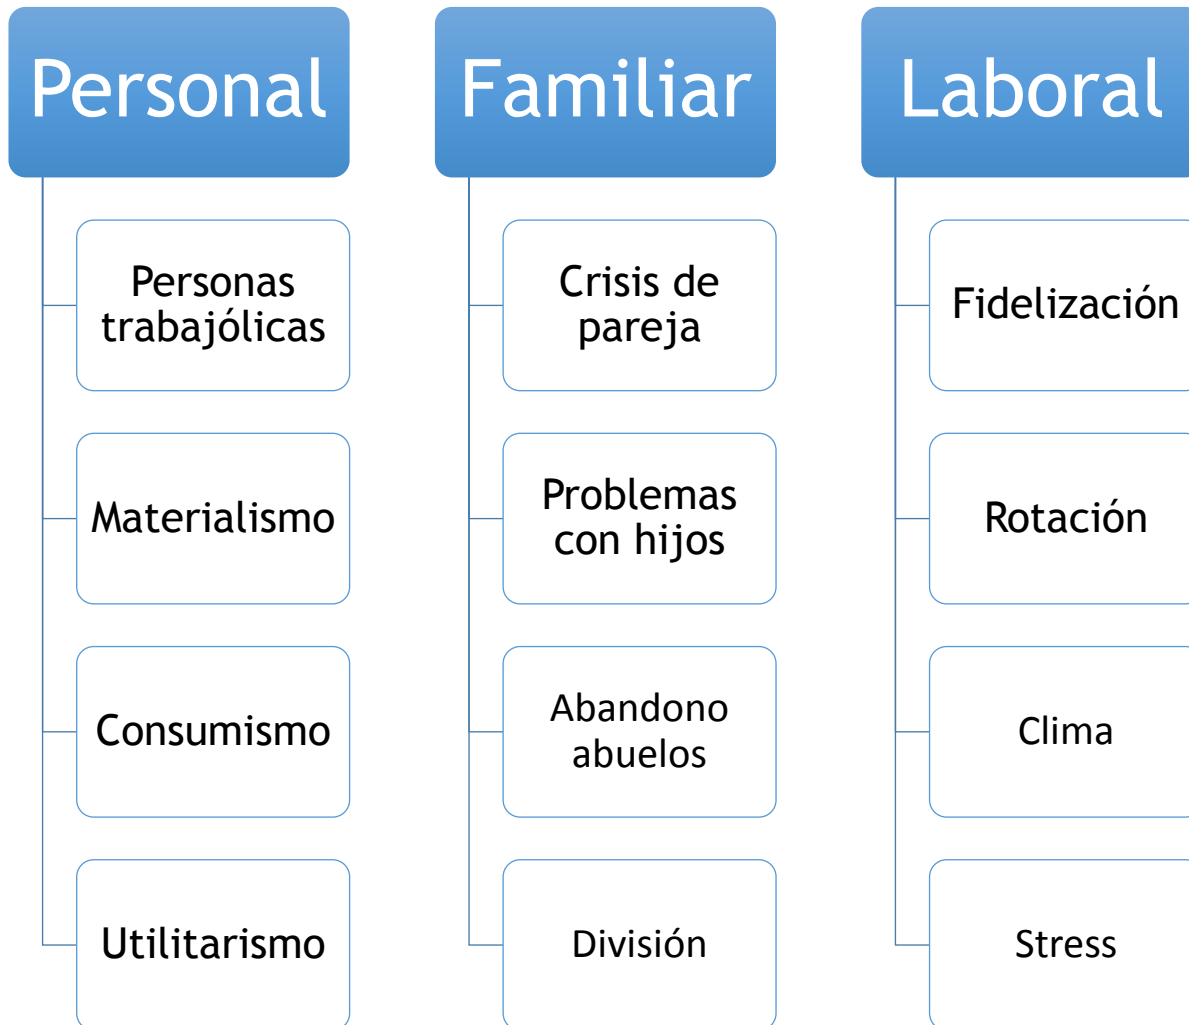 Personal
Personas
trabajólicas
Materialismo
Consumismo
Utilitarismo
Familiar
Crisis de
pareja
Problemas
con hijos
Abandono
abuelos
División
Laboral
Fidelización
Rotación
Clima
Stress